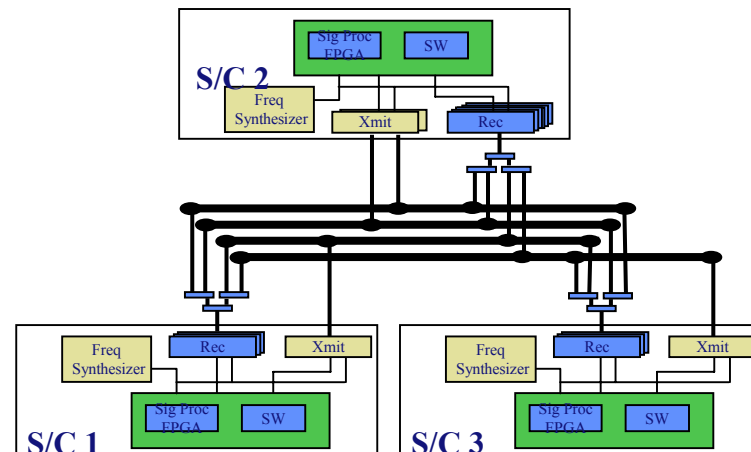 Sig Proc
FPGA
SW
S/C 2
Freq
Synthesizer
Xmit
Rec
Freq
Synthesizer
Rec
Xmit
Sig Proc
FPGA
SW
S/C 1
Freq
Synthesizer
Rec
Xmit
Sig Proc
FPGA
SW
S/C 3